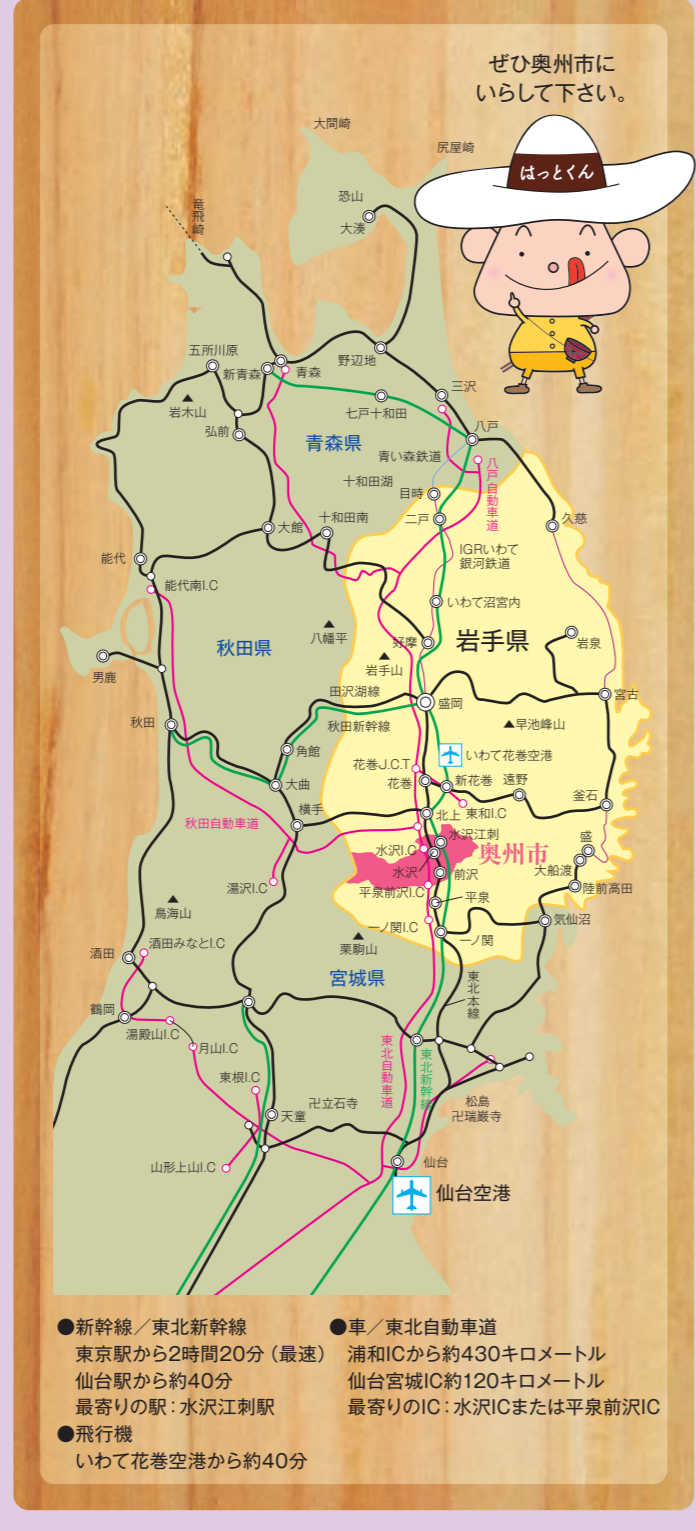 ぜひ奥州市に
いらして下さい。
はっとくん
大間崎
尻屋崎
恐山
大湊
竜飛崎
五所川原
新青森
青森
野辺地
三沢
七戸十和田
岩木山
弘前
青森県
八戸
青い森鉄道
八戸自動車道
十和田湖
目時
十和田南
二戸
大館
久慈
IGRいわて
銀河鉄道
能代
能代南I.C
いわて沼宮内
八幡平
秋田県
好摩
岩手県
岩泉
岩手山
男鹿
田沢湖線
盛岡
宮古
秋田
秋田新幹線
早池峰山
角館
いわて花巻空港
花巻J.C.T
大曲
花巻
新花巻
遠野
釜石
横手
北上
東和I.C
秋田自動車道
水沢江刺
水沢I.C
奥州市
盛
水沢
前沢
大船渡
湯沢I.C
平泉前沢I.C
陸前高田
平泉
鳥海山
一ノ関I.C
気仙沼
一ノ関
酒田みなとI.C
栗駒山
酒田
宮城県
東北本線
鶴岡
湯殿山I.C
月山I.C
東北自動車道
東北新幹線
東根I.C
卍立石寺
松島
卍瑞巌寺
天童
山形上山I.C
仙台
仙台空港
●新幹線／東北新幹線
東京駅から2時間20分（最速）
仙台駅から約40分
最寄りの駅：水沢江刺駅
●飛行機
いわて花巻空港から約40分
●車／東北自動車道
浦和ICから約430キロメートル
仙台宮城IC約120キロメートル
最寄りのIC：水沢ICまたは平泉前沢IC